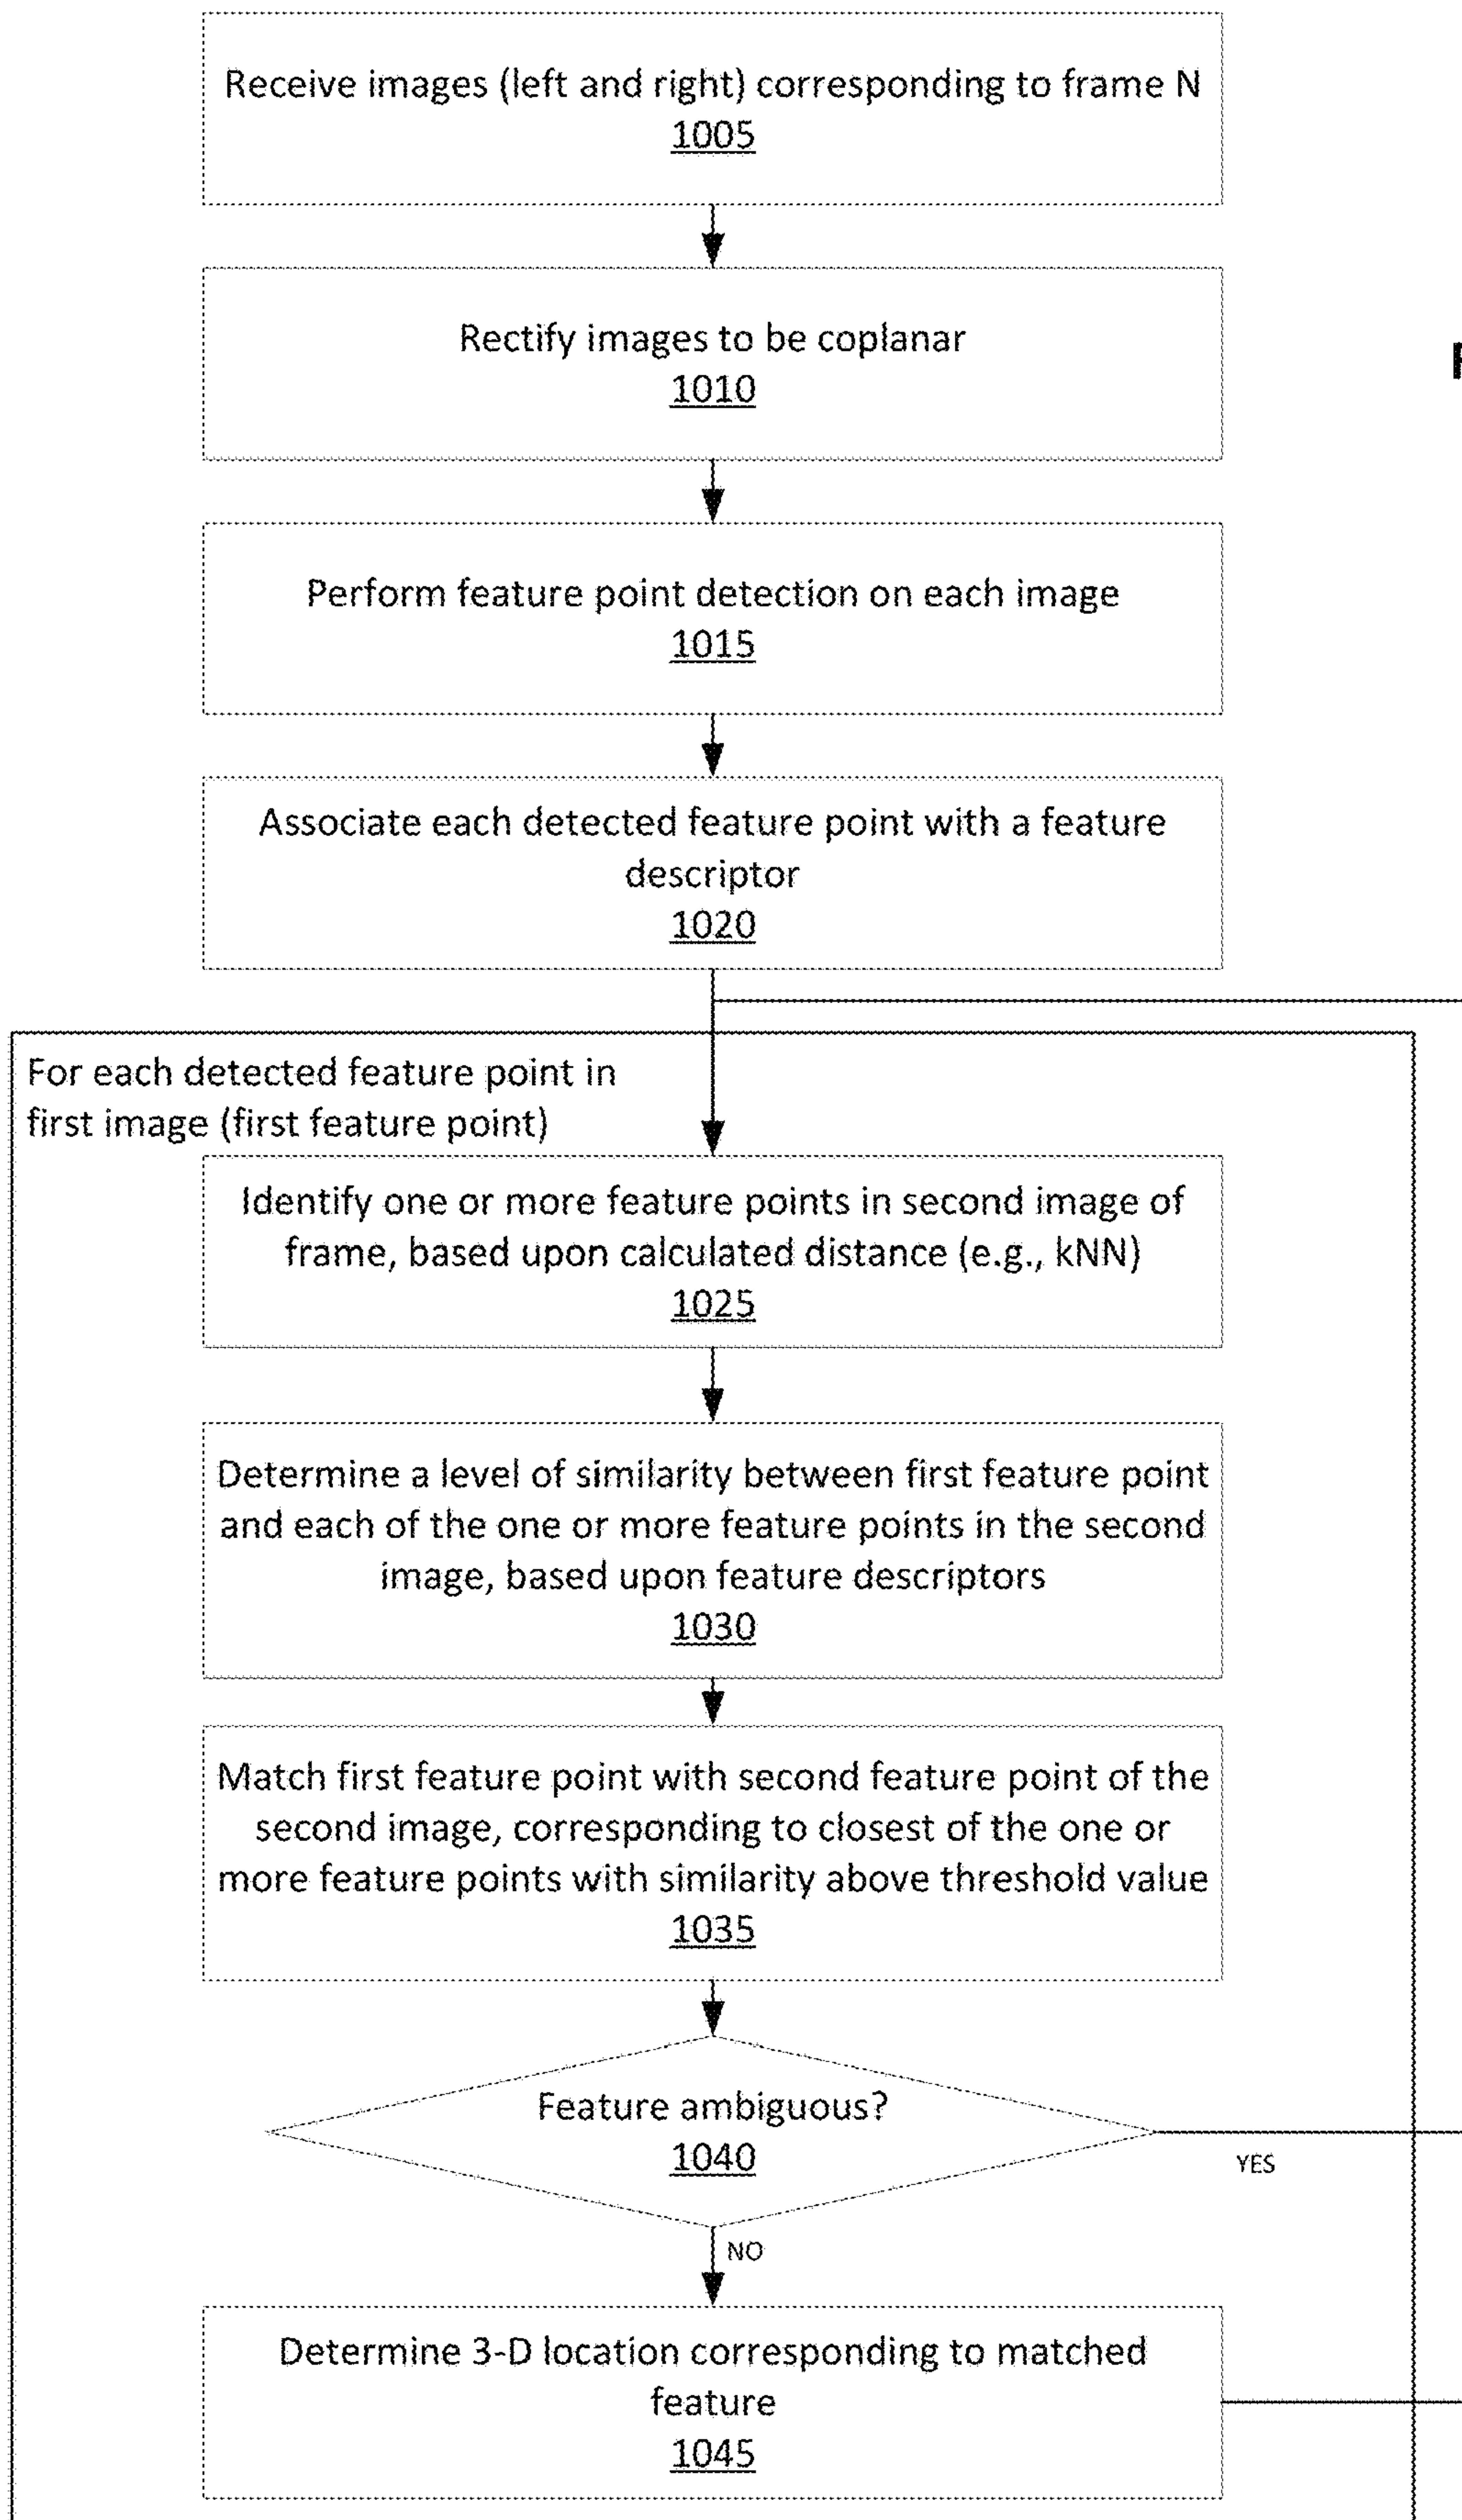 Receive images (left and right) corresponding to frame N
1005
Rectify images to be coplanar
1010
Perform feature point detection on each image
1015
Associate each detected feature point with a feature
descriptor
1020
For each detected feature point in
first image (first feature point)
Identify one or more feature points in second image of
frame, based upon calculated distance (e.g., kNN)
1025
Determine a level of similarity between first feature point
and each of the one or more feature points in the second
image, based upon feature descriptors
1030
Match first feature point with second feature point of the
second image, corresponding to closest of the one or
more feature points with similarity above threshold value
1035
Feature ambiguous?
1040
YES
NO
Determine 3-D location corresponding to matched
feature
1045